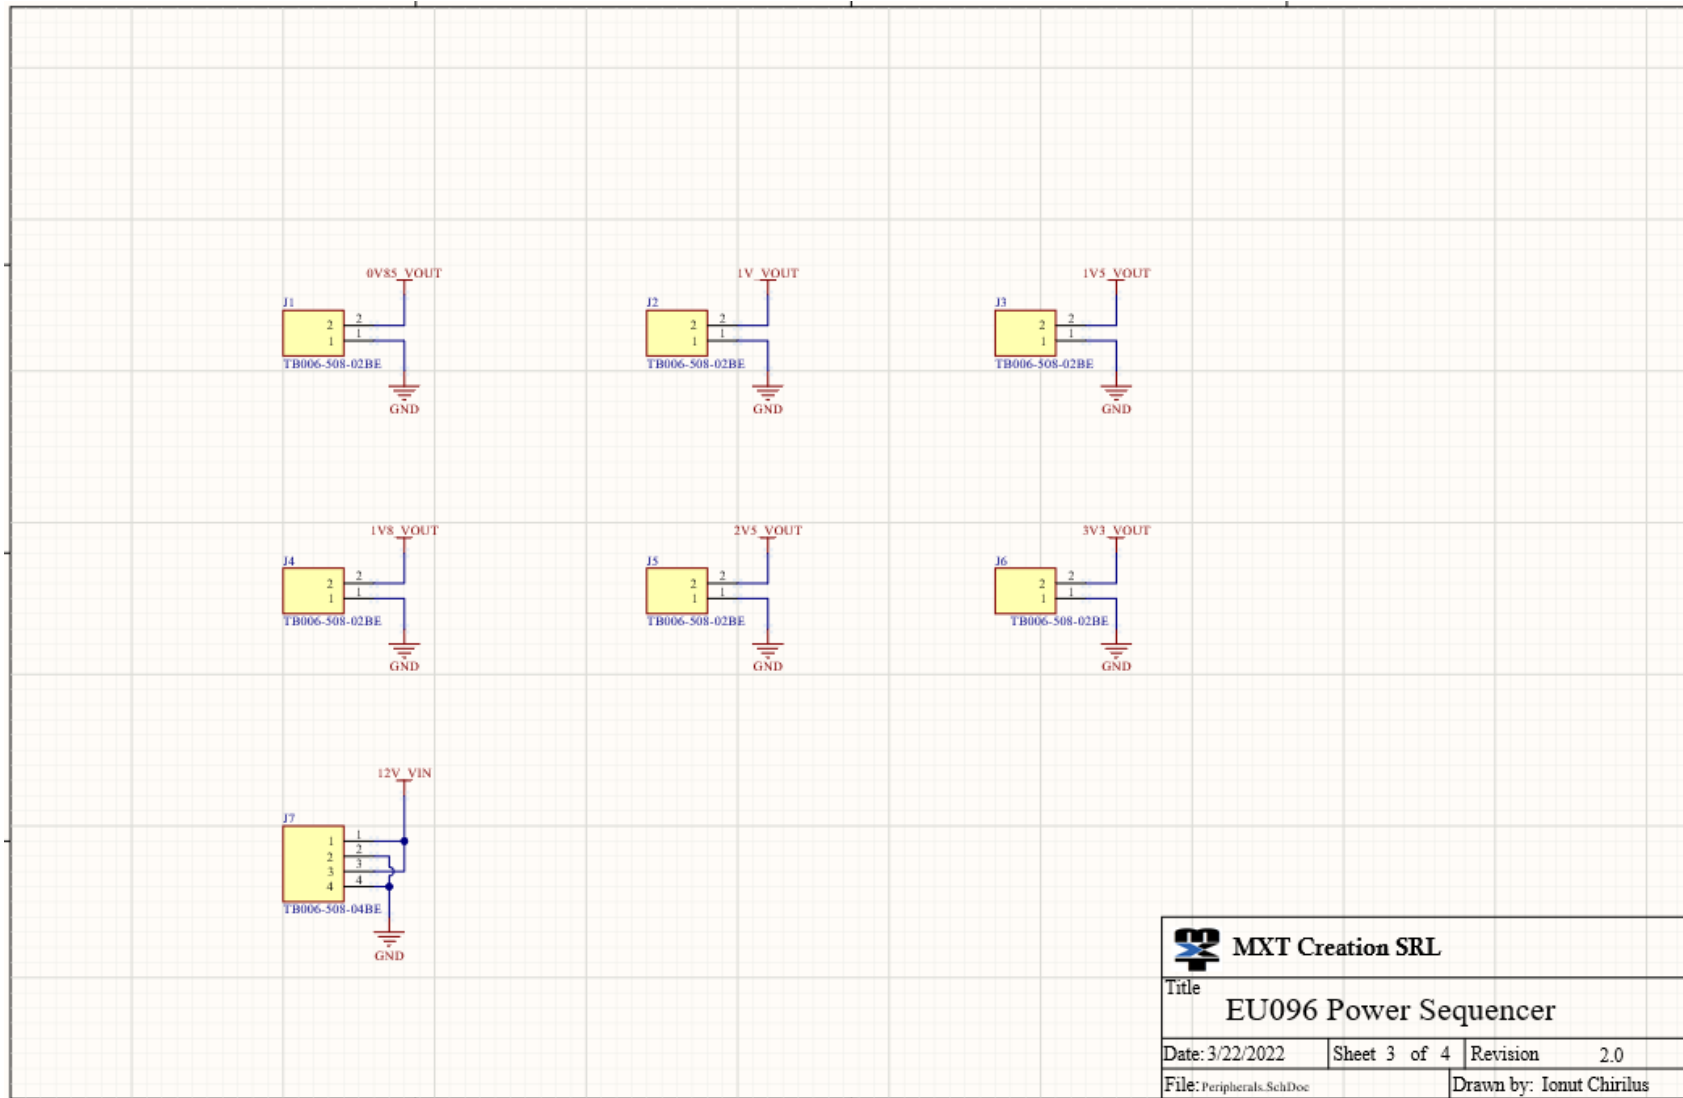 0V85_VOUT
1V_VOUT
1V5_VOUT
J1
2 2
1 1
TB006-508-02BE
GND
J2
2 2
1 1
TB006-508-02BE
GND
J3
2 2
1 1
TB006-508-02BE
GND
1V8_VOUT
2V5_VOUT
3V3_VOUT
J4
2 2
1 1
TB006-508-02BE
GND
J5
2 2
1 1
TB006-508-02BE
GND
J6
2 2
1 1
TB006-508-02BE
GND
12V_VIN
J7
1 1
2 2
3 3
4 4
TB006-508-04BE
GND
MXT Creation SRL
Title
EU096 Power Sequencer
Date: 3/22/2022 Sheet 3 of 4 Revision 2.0
File: Peripherals.SchDoc Drawn by: Ionut Chirilus